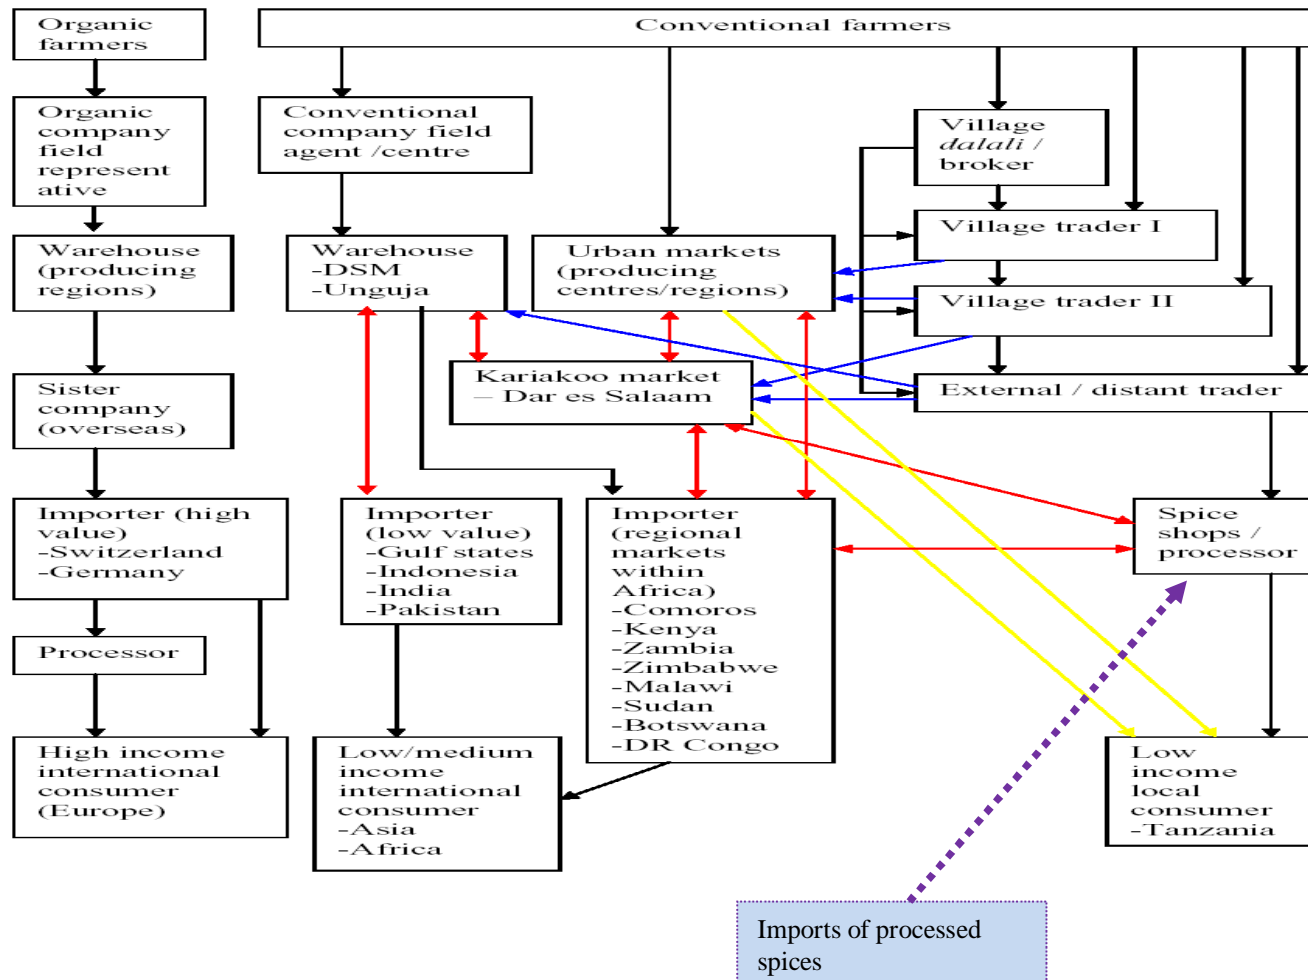 Organic
farmers
Conventional farmers
Organic
company
field
represent
ative
Conventional
company field
agent /centre
Village
dalali /
broker
Warehouse
(producing
regions)
Warehouse
-DSM
-Unguja
Urban markets
(producing
centres/regions)
Village trader I
Village trader II
Sister
company
(overseas)
Kariakoo market
– Dar es Salaam
External / distant trader
Importer (high
value)
-Switzerland
-Germany
Importer
(low value)
-Gulf states
-Indonesia
-India
-Pakistan
Importer
(regional
markets
within
Africa)
-Comoros
-Kenya
-Zambia
-Zimbabwe
-Malawi
-Sudan
-Botswana
-DR Congo
Spice
shops /
processor
Processor
High income
international
consumer
(Europe)
Low/medium
income
international
consumer
-Asia
-Africa
Low
income
local
consumer
-Tanzania
Imports of processed
spices